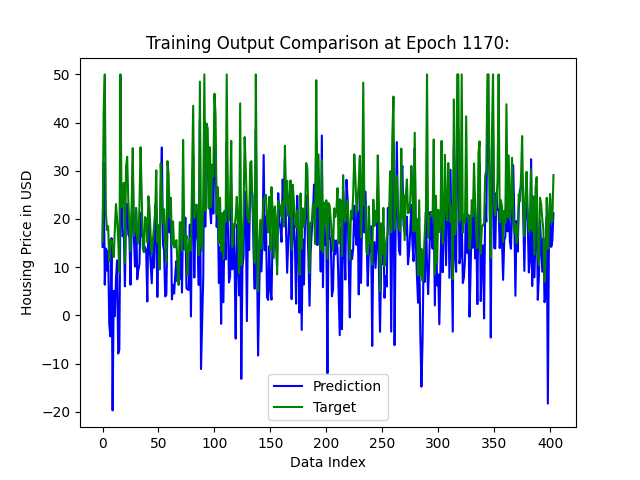 Training Output Comparison at Epoch 1170:
Housing Price in USD
50
40
30
20
10
0
−10
−20
Prediction
Target
0 50 100 150 200 250 300 350 400
Data Index